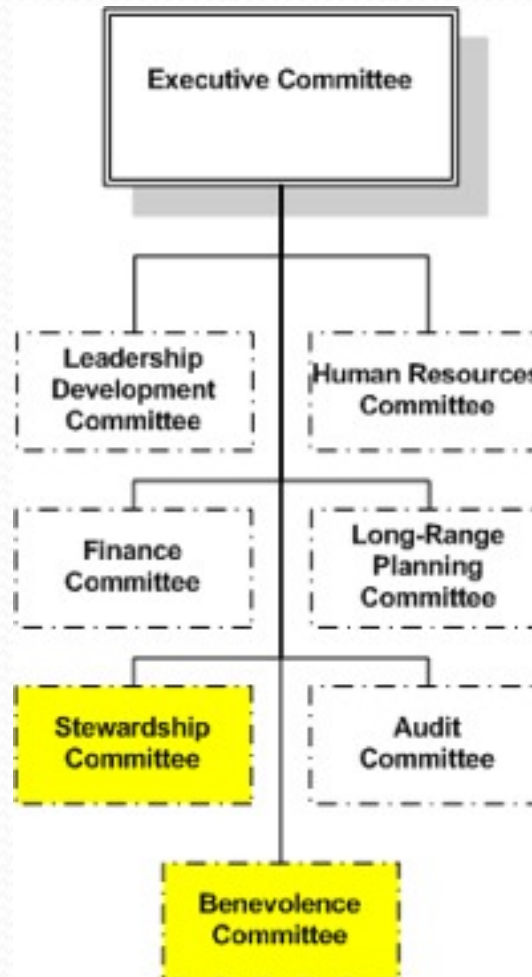 Executive Committee
Leadership
Development
Committee
Human Resources
Committee
Finance
Committee
Long-Range
Planning
Committee
Stewardship
Committee
Audit
Committee
Benevolence
Committee